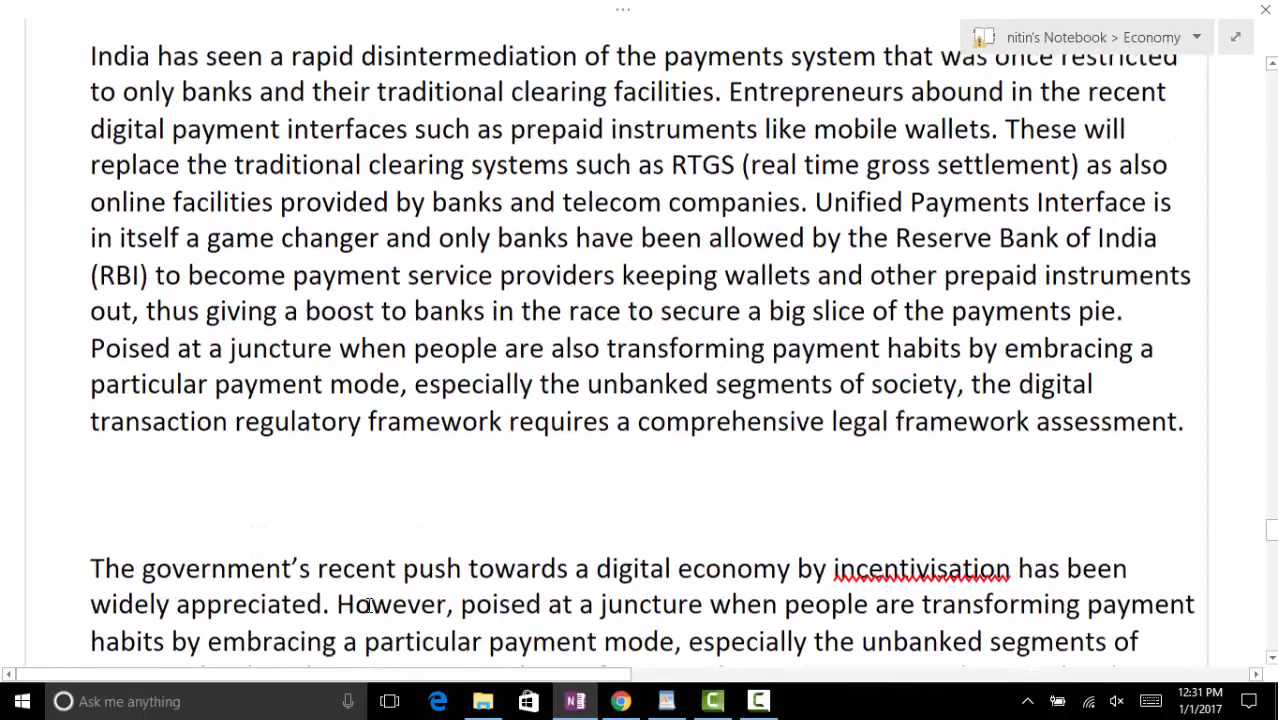 nitin's Notebook > Economy
India has seen a rapid disintermediation of the payments system that was once restricted
to only banks and their traditional clearing facilities. Entrepreneurs abound in the recent
digital payment interfaces such as prepaid instruments like mobile wallets. These will
replace the traditional clearing systems such as RTGS (real time gross settlement) as also
online facilities provided by banks and telecom companies. Unified Payments Interface is
in itself a game changer and only banks have been allowed by the Reserve Bank of India
(RBI) to become payment service providers keeping wallets and other prepaid instruments
out, thus giving a boost to banks in the race to secure a big slice of the payments pie.
Poised at a juncture when people are also transforming payment habits by embracing a
particular payment mode, especially the unbanked segments of society, the digital
transaction regulatory framework requires a comprehensive legal framework assessment.
The government's recent push towards a digital economy by incentivisation has been
widely appreciated. However, poised at a juncture when people are transforming payment
habits by embracing a particular payment mode, especially the unbanked segments of
Ask me anything
12:31 PM
1/1/2017